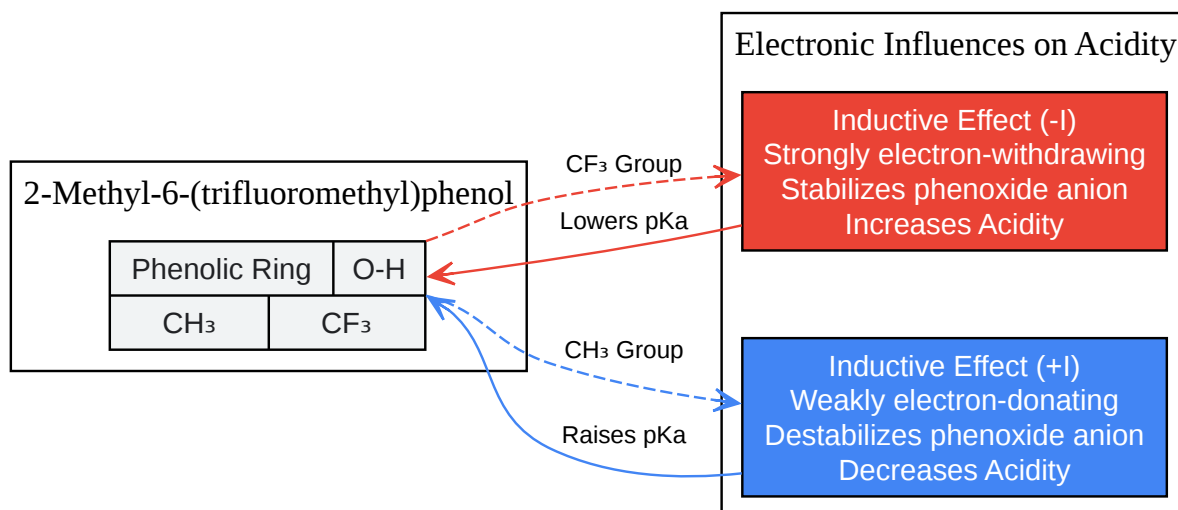 2-Methyl-6-(trifluoromethyl)phenol
Phenolic Ring
O-H
CH₃
CF₃
CF₃ Group
Lowers pKa
CH₃ Group
Raises pKa
Electronic Influences on Acidity
Inductive Effect (-I)
Strongly electron-withdrawing
Stabilizes phenoxide anion
Increases Acidity
Inductive Effect (+I)
Weakly electron-donating
Destabilizes phenoxide anion
Decreases Acidity